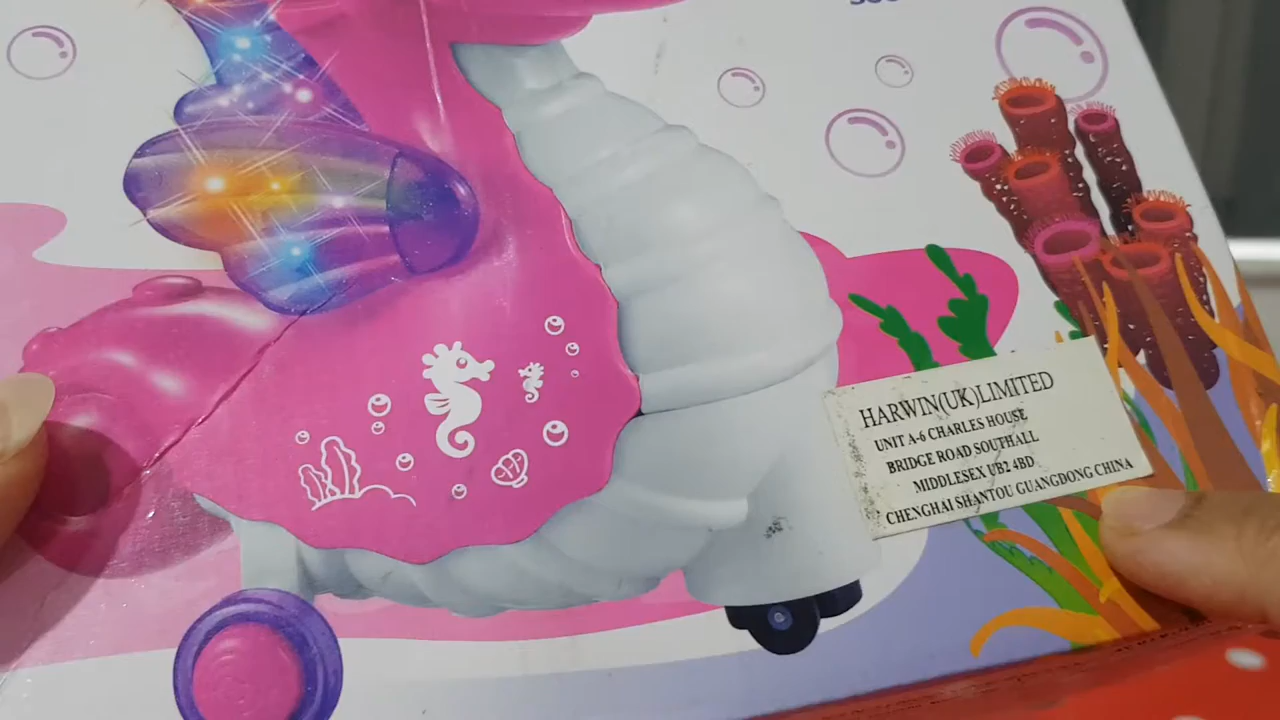 HARWIN(UK)LIMITED
UNIT A-6 CHARLES HOUSE
BRIDGE ROAD SOUTHALL
MIDDLESEX UB2 4BD
CHENGHAI SHANTOU GUANGDONG CHINA